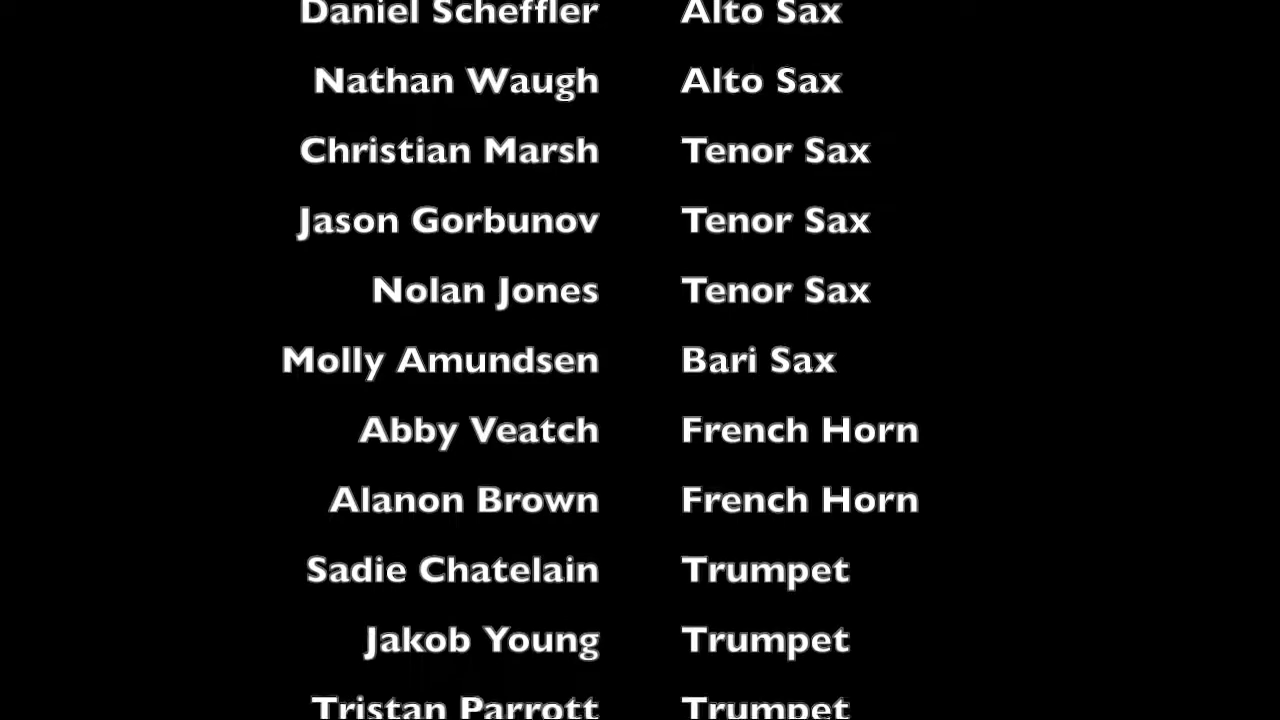 Daniel Scheffler Alto Sax
Nathan Waugh Alto Sax
Christian Marsh Tenor Sax
Jason Gorbunov Tenor Sax
Nolan Jones Tenor Sax
Molly Amundsen Bari Sax
Abby Veatch French Horn
Alanon Brown French Horn
Sadie Chatelain Trumpet
Jakob Young Trumpet
Tristan Parrott Trumpet